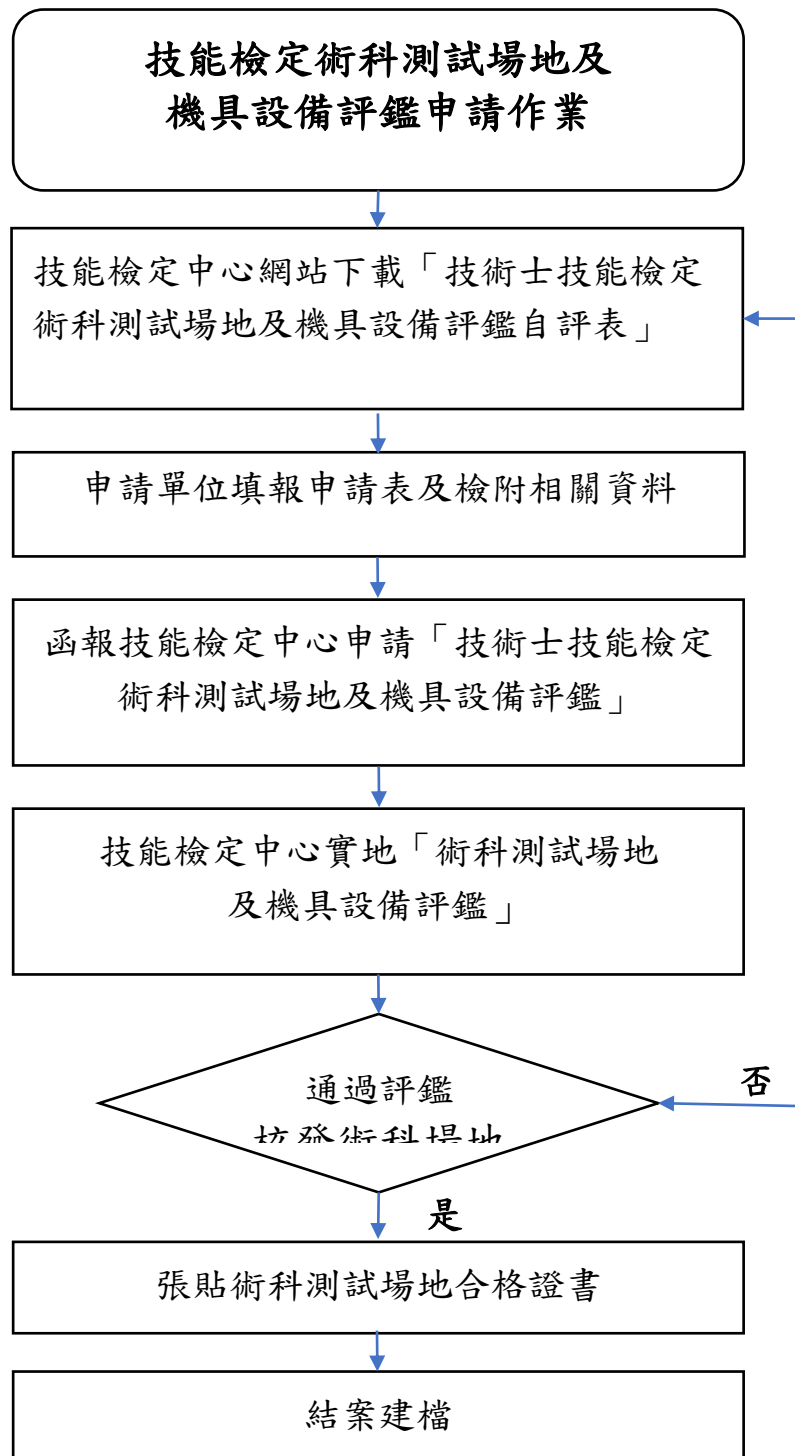 技能檢定術科測試場地及
機具設備評鑑申請作業
技能檢定中心網站下載「技術士技能檢定
術科測試場地及機具設備評鑑自評表」
申請單位填報申請表及檢附相關資料
函報技能檢定中心申請「技術士技能檢定
術科測試場地及機具設備評鑑」
技能檢定中心實地「術科測試場地
及機具設備評鑑」
通過評鑑
核發術科場地
否
是
張貼術科測試場地合格證書
結案建檔